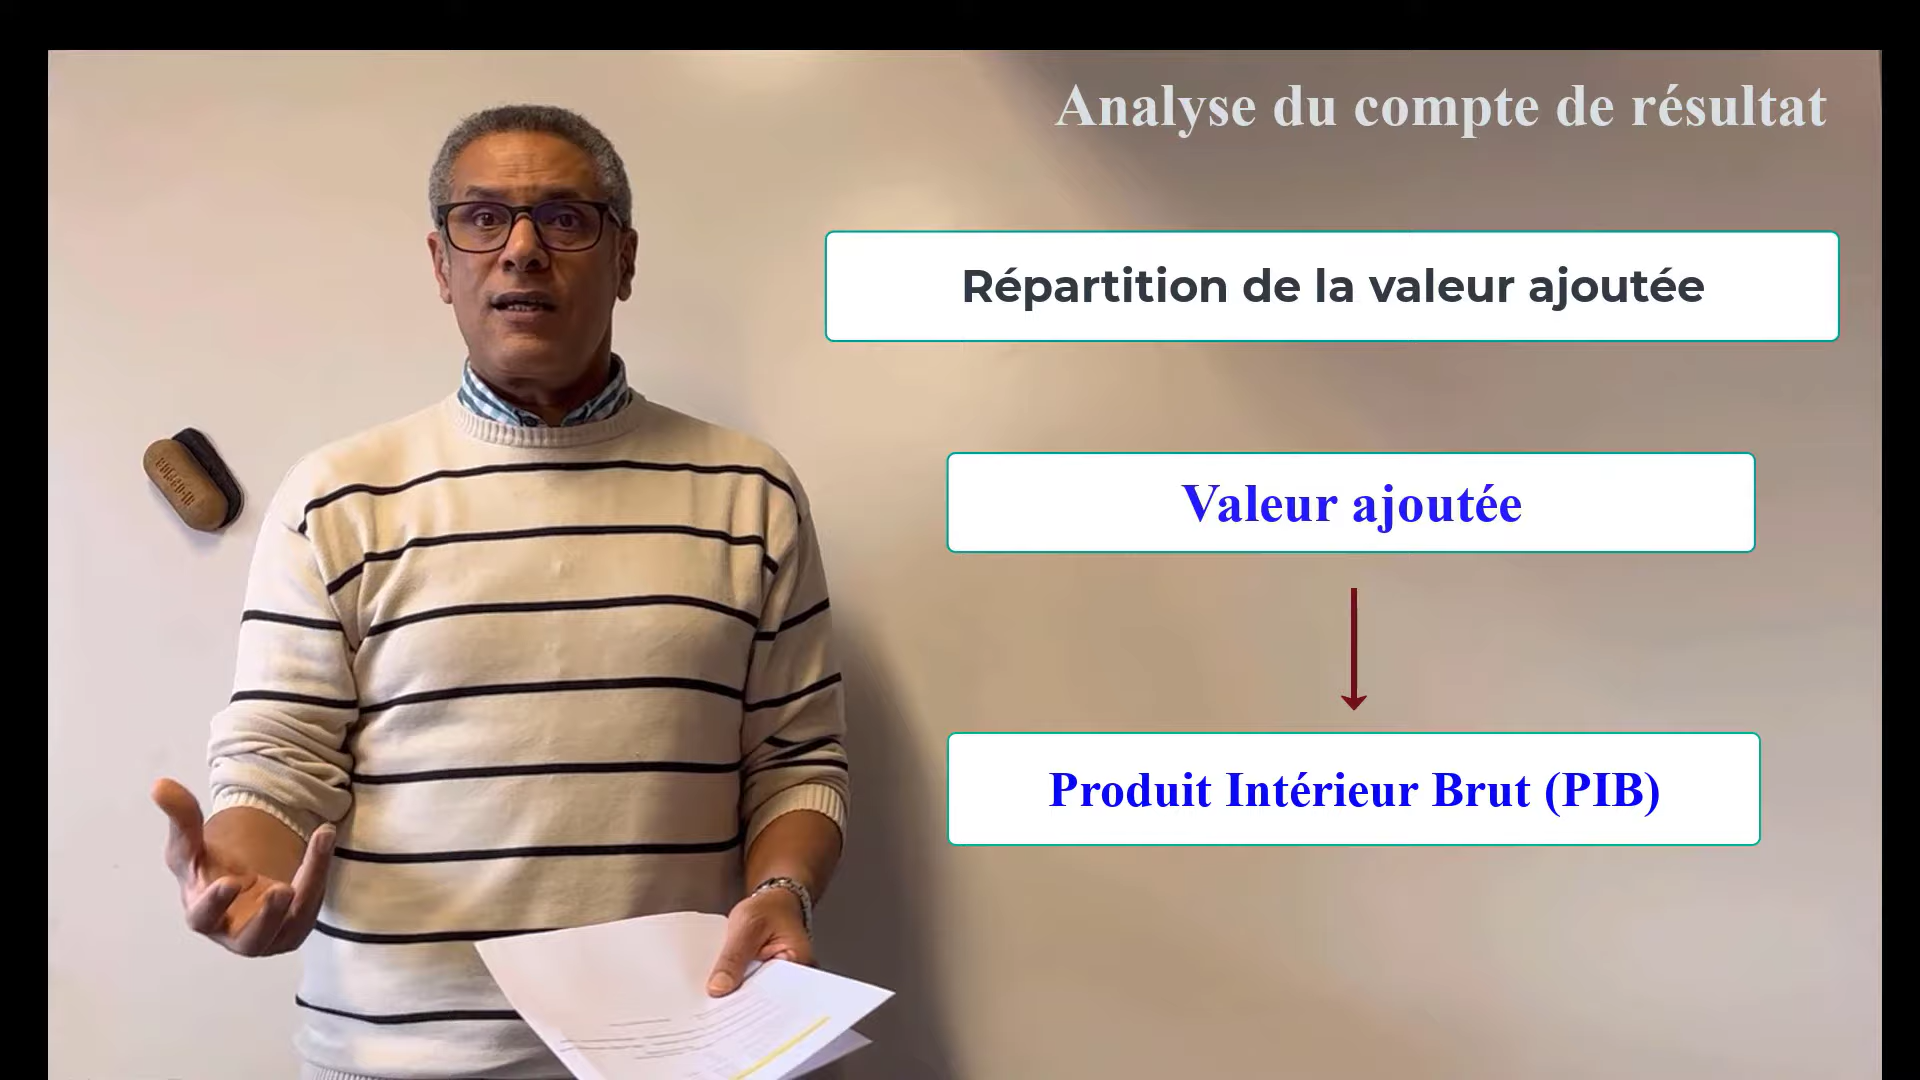 Analyse du compte de résultat
Répartition de la valeur ajoutée
Valeur ajoutée
Produit Intérieur Brut (PIB)